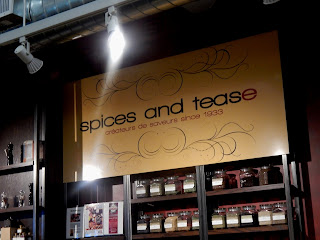 spices and tease
créateurs de saveurs since 1933